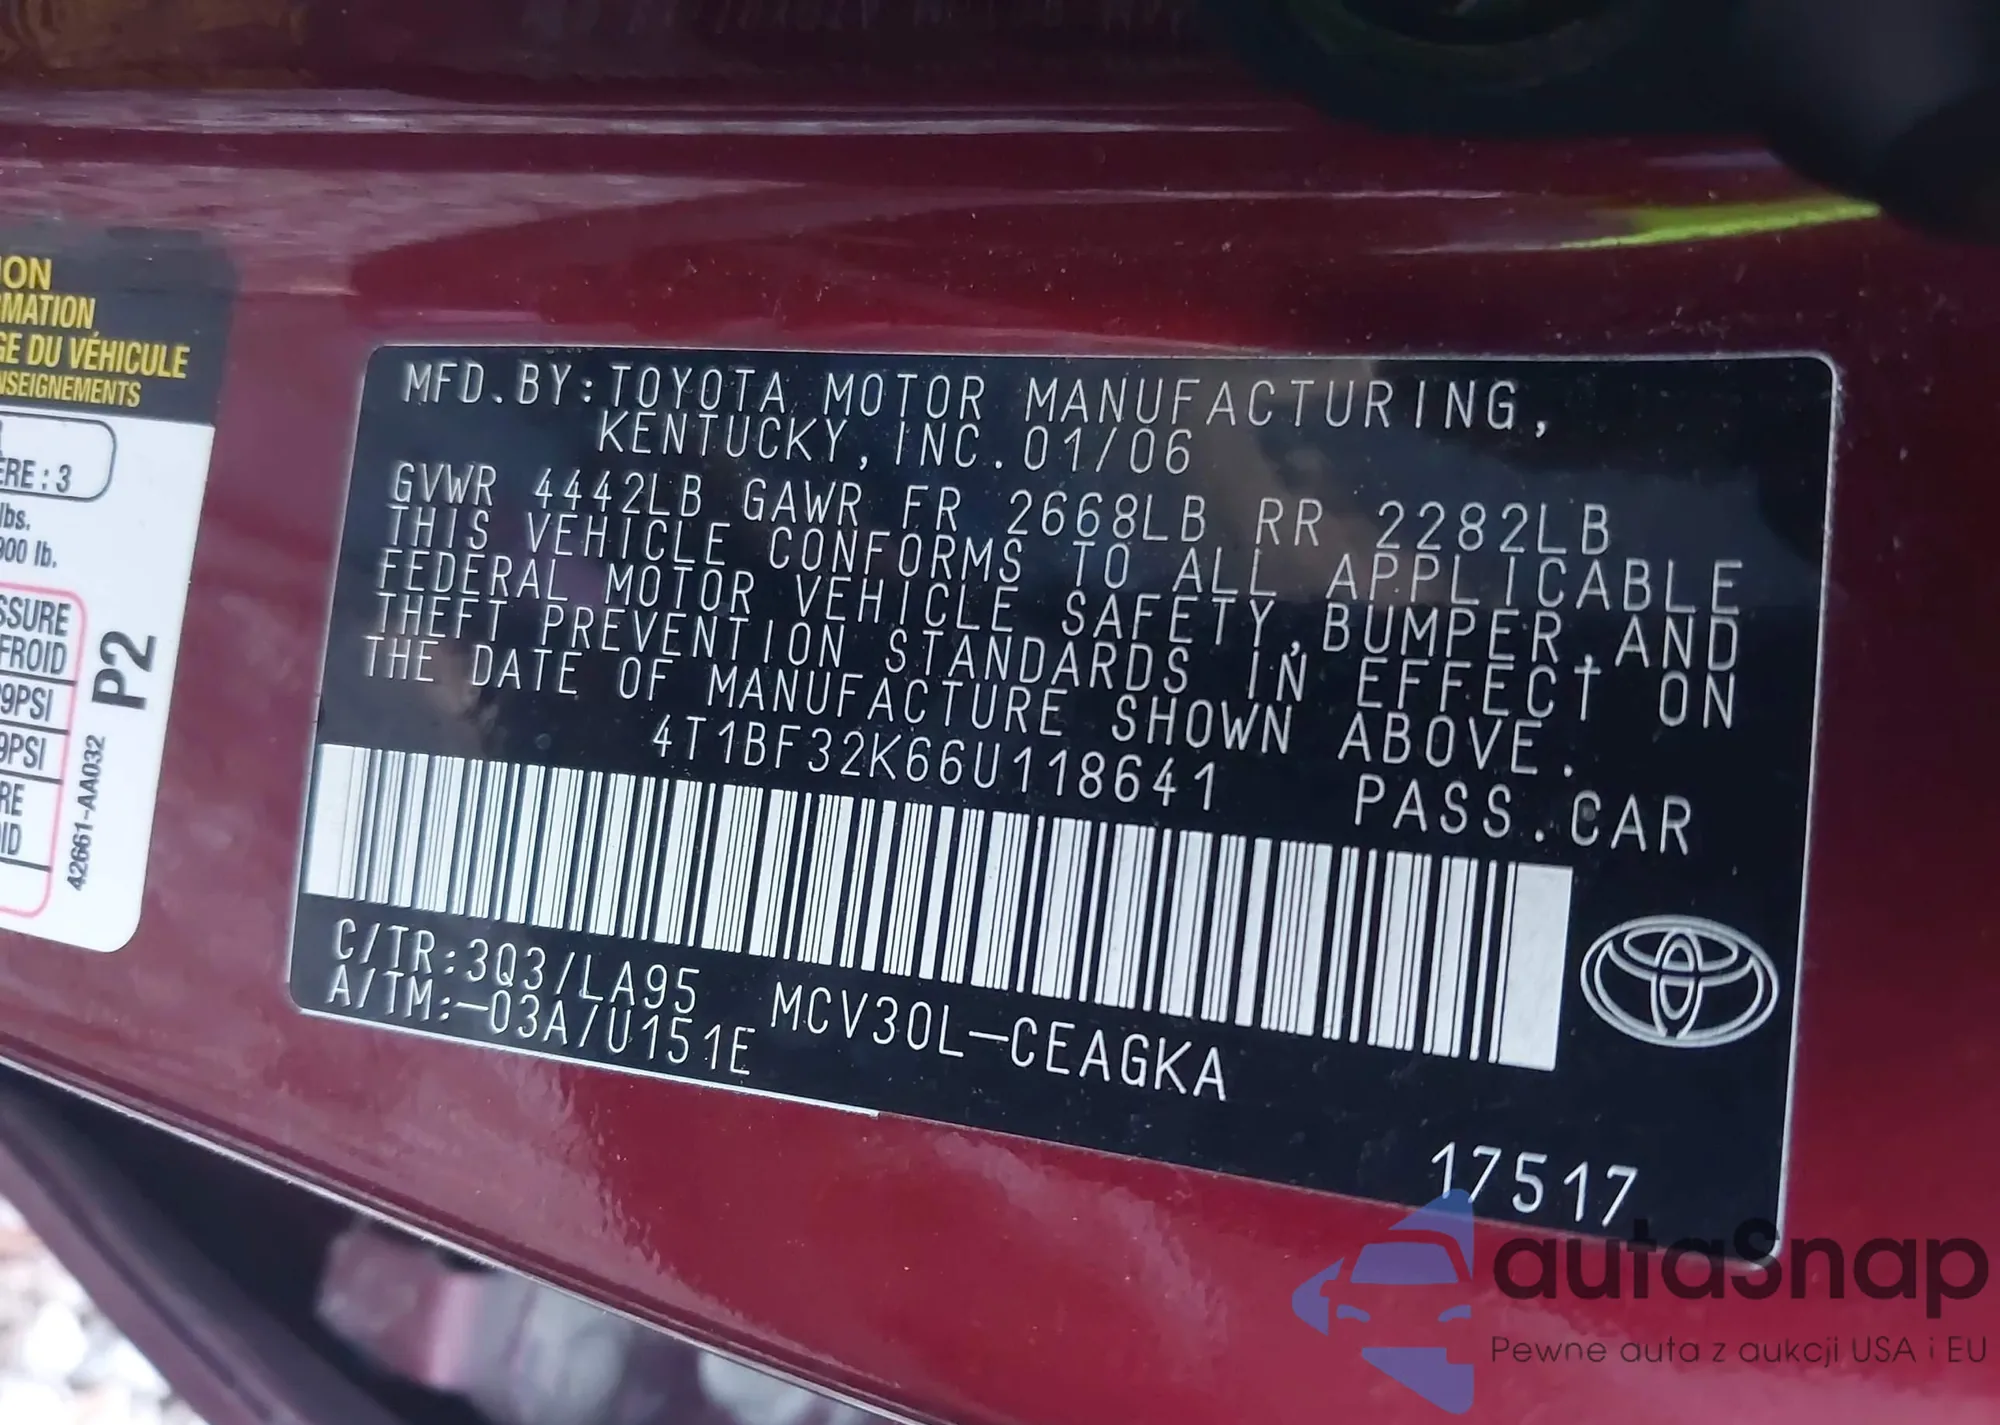 ION
RMATION
GE DU VÉHICULE
NSEIGNEMENTS
ÈRE : 3
lbs.
900 lb.
SSURE
FROID
9PSI
9PSI
RE
ID
P2
42661-AA032
MFD.BY:TOYOTA MOTOR MANUFACTURING,
KENTUCKY,INC.01/06
GVWR 4442LB GAWR FR 2668LB RR 2282LB
THIS VEHICLE CONFORMS TO ALL APPLICABLE
FEDERAL MOTOR VEHICLE SAFETY,BUMPER,AND
THEFT PREVENTION STANDARDS IN EFFECT ON
THE DATE OF MANUFACTURE SHOWN ABOVE.
4T1BF32K66U118641 PASS.CAR
C/TR:3Q3/LA95
A/TM:-03A/U151E
MCV30L-CEAGKA
17517
autaSnap
Pewne auta z aukcji USA i EU